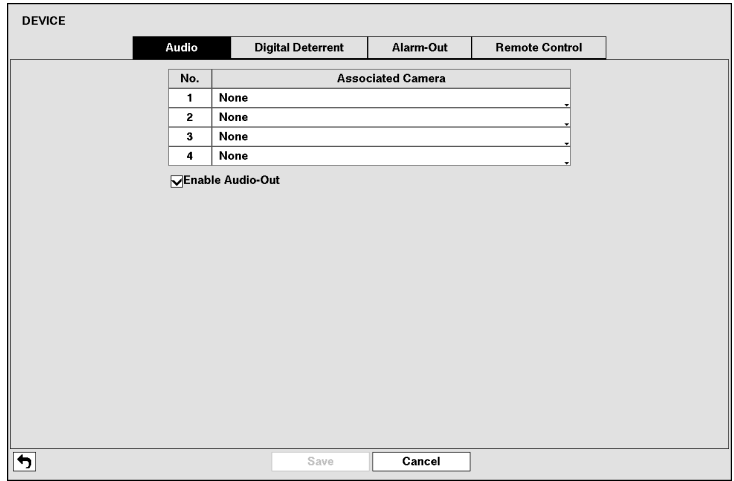 DEVICE
Audio Digital Deterrent Alarm-Out Remote Control
No. Associated Camera
1 None
2 None
3 None
4 None
Enable Audio-Out
Save Cancel